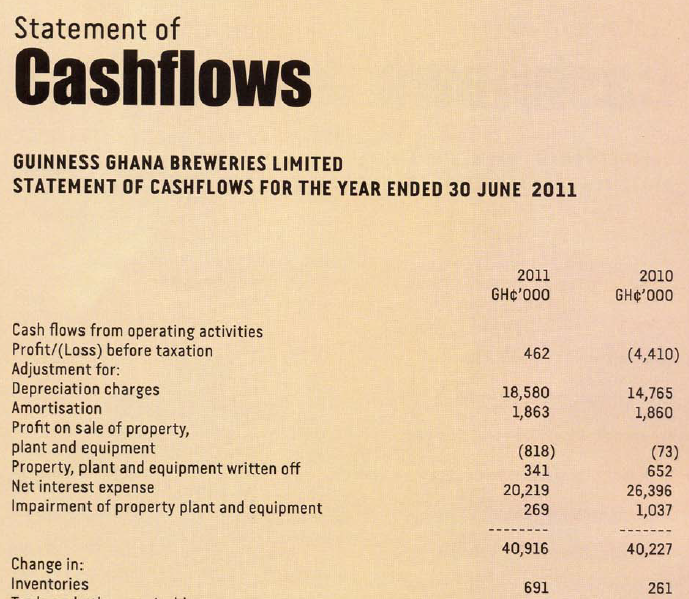 Statement of
Cashflows
GUINNESS GHANA BREWERIES LIMITED
STATEMENT OF CASHFLOWS FOR THE YEAR ENDED 30 JUNE 2011
2011 2010
GH¢'000 GH¢'000
Cash flows from operating activities
Profit/(Loss) before taxation 462 (4,410)
Adjustment for:
Depreciation charges 18,580 14,765
Amortisation 1,863 1,860
Profit on sale of property,
plant and equipment (818) (73)
Property, plant and equipment written off 341 652
Net interest expense 20,219 26,396
Impairment of property plant and equipment 269 1,037
-------- -------
40,916 40,227
Change in:
Inventories 691 261